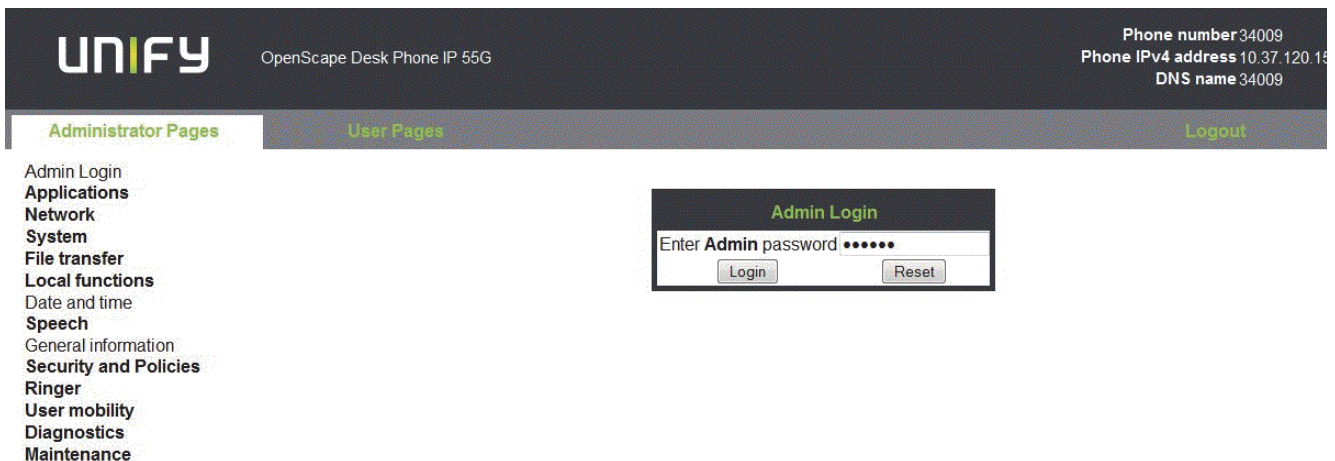 UNIFY
OpenScape Desk Phone IP 55G
Phone number 34009
Phone IPv4 address 10.37.120.15
DNS name 34009
Administrator Pages User Pages Logout
Admin Login
Applications
Network
System
File transfer
Local functions
Date and time
Speech
General information
Security and Policies
Ringer
User mobility
Diagnostics
Maintenance
Admin Login
Enter Admin password ••••••
Login Reset